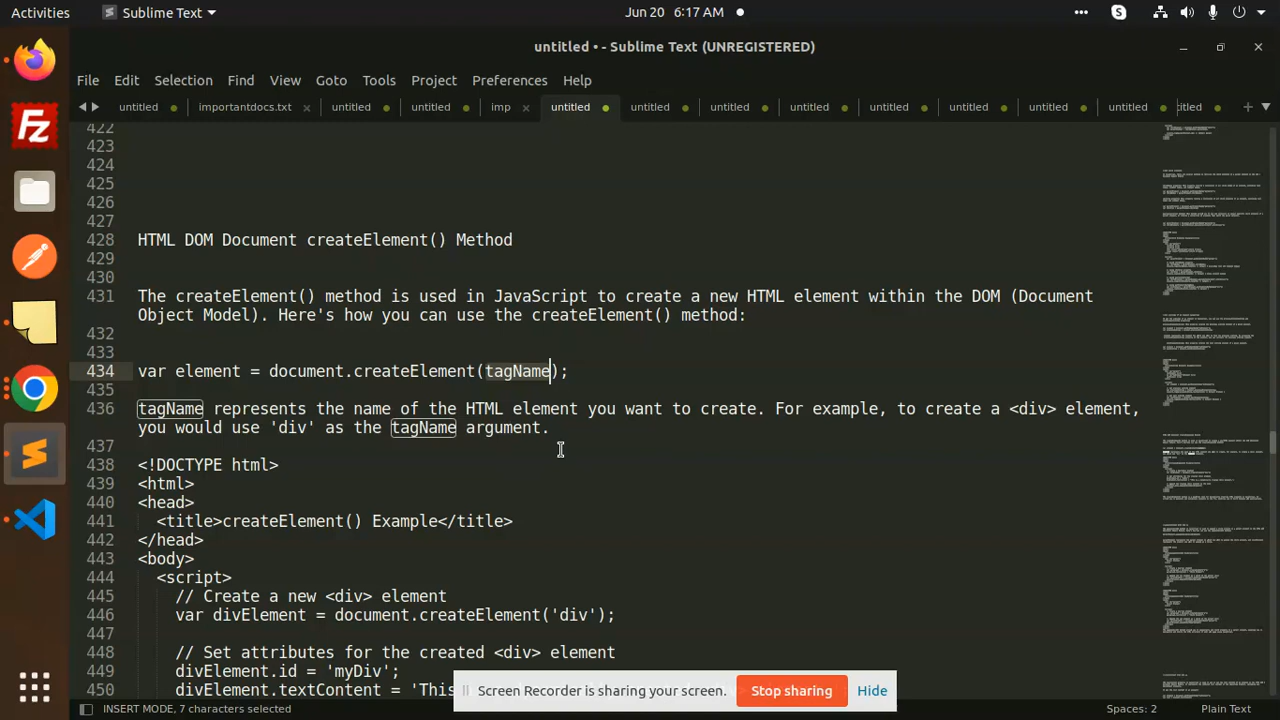 Activities
Sublime Text
Jun 20 6:17 AM
untitled • - Sublime Text (UNREGISTERED)
File Edit Selection Find View Goto Tools Project Preferences Help
untitled importantdocs.txt untitled untitled imp untitled untitled untitled untitled untitled untitled untitled untitled titled
422
423
424
425
426
427
428 HTML DOM Document createElement() Method
429
430
431 The createElement() method is used in JavaScript to create a new HTML element within the DOM (Document
Object Model). Here's how you can use the createElement() method:
432
433
434 var element = document.createElement(tagName);
435
436 tagName represents the name of the HTML element you want to create. For example, to create a <div> element,
you would use 'div' as the tagName argument.
437
438 <!DOCTYPE html>
439 <html>
440 <head>
441 <title>createElement() Example</title>
442 </head>
443 <body>
444 <script>
445 // Create a new <div> element
446 var divElement = document.createElement('div');
447
448 // Set attributes for the created <div> element
449 divElement.id = 'myDiv';
450 divElement.textContent = 'This
Screen Recorder is sharing your screen. Stop sharing Hide
INSERT MODE, 7 characters selected
Spaces: 2
Plain Text